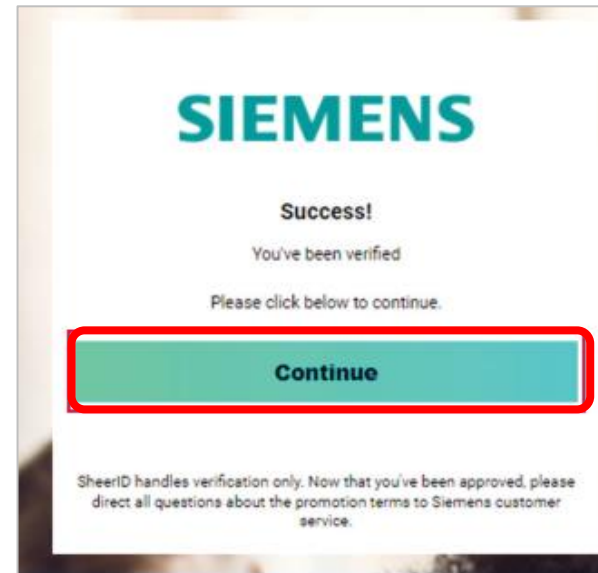 SIEMENS
Success!
You've been verified
Please click below to continue.
Continue
SheerID handles verification only. Now that you've been approved, please
direct all questions about the promotion terms to Siemens customer
service.